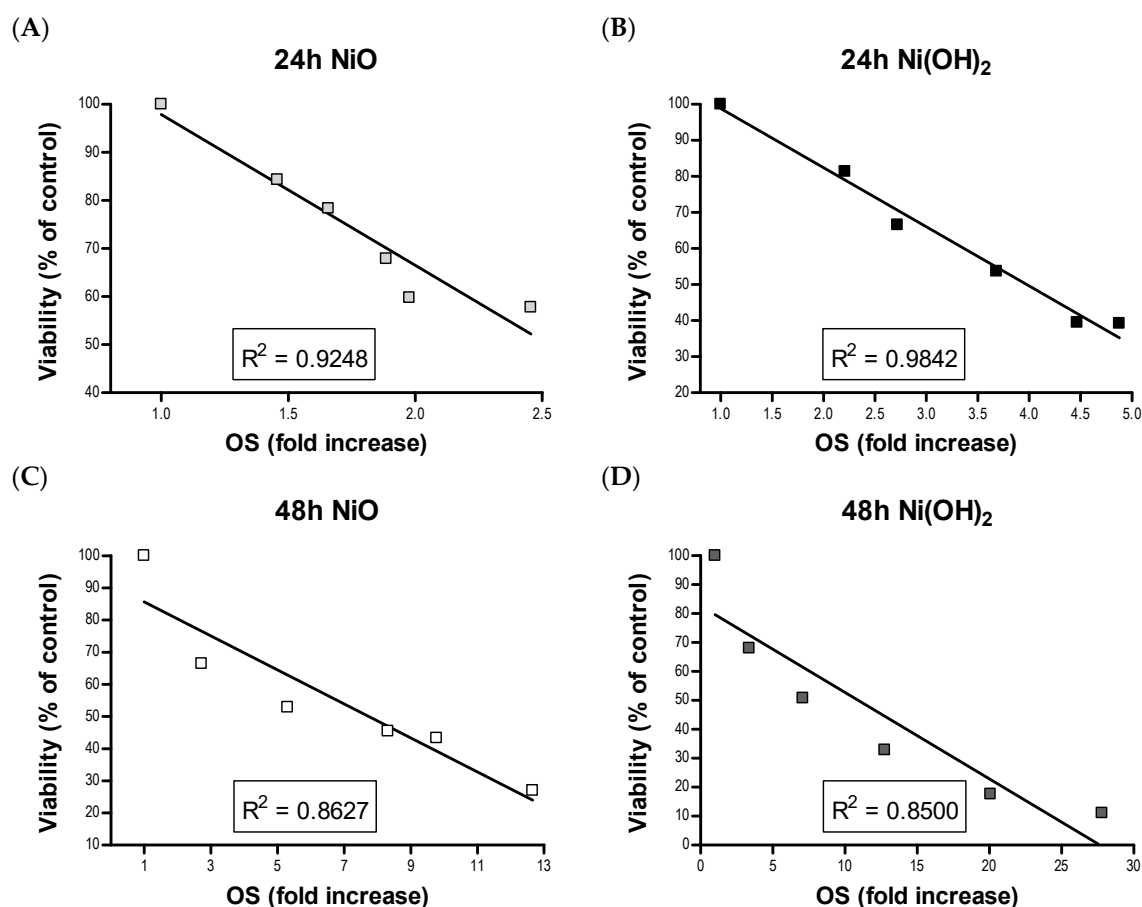 (A)
24h NiO
Viability (% of control)
100
90
80
70
60
50
40
1.0 1.5 2.0 2.5
R² = 0.9248
OS (fold increase)
(B)
24h Ni(OH)₂
Viability (% of control)
100
90
80
70
60
50
40
30
20
1.0 1.5 2.0 2.5 3.0 3.5 4.0 4.5 5.0
R² = 0.9842
OS (fold increase)
(C)
48h NiO
Viability (% of control)
100
90
80
70
60
50
40
30
20
10
1 3 5 7 9 11 13
R² = 0.8627
OS (fold increase)
(D)
48h Ni(OH)₂
Viability (% of control)
100
90
80
70
60
50
40
30
20
10
0
0 5 10 15 20 25 30
R² = 0.8500
OS (fold increase)